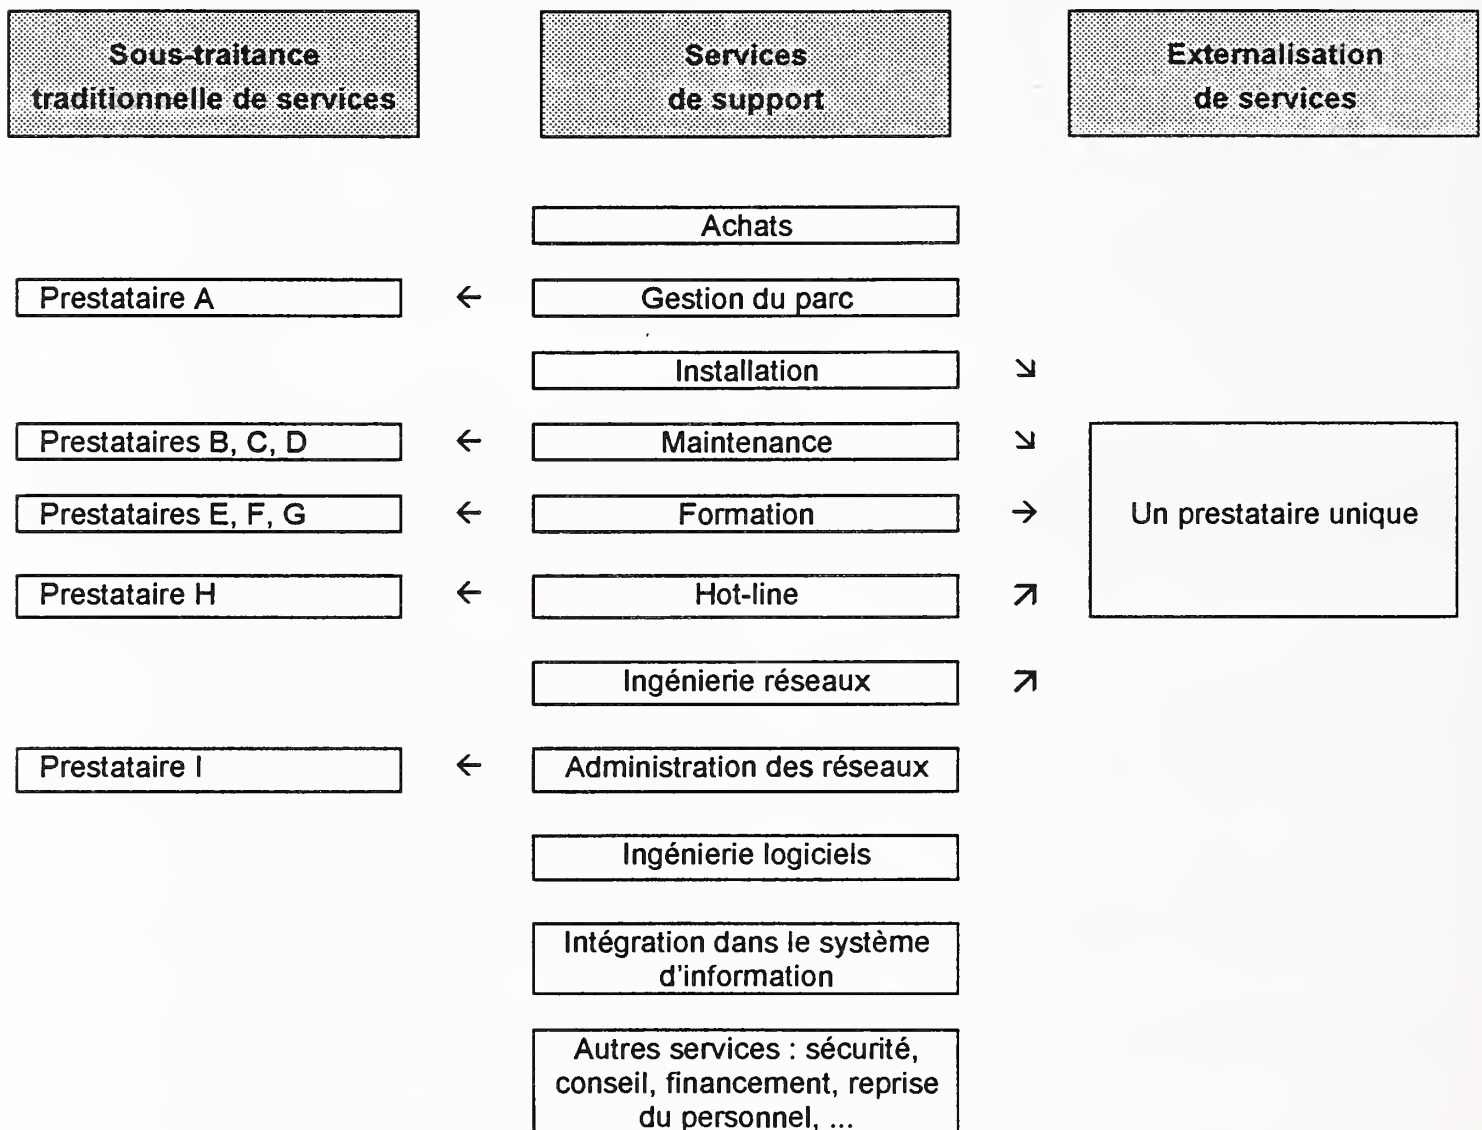 Sous-traitance
traditionnelle de services
Services
de support
Externalisation
de services
Achats
Prestataire A ← Gestion du parc
Installation ↘
Prestataires B, C, D ← Maintenance ↘
Prestataires E, F, G ← Formation → Un prestataire unique
Prestataire H ← Hot-line ↗
Ingénierie réseaux ↗
Prestataire I ← Administration des réseaux
Ingénierie logiciels
Intégration dans le système
d'information
Autres services : sécurité,
conseil, financement, reprise
du personnel, ...